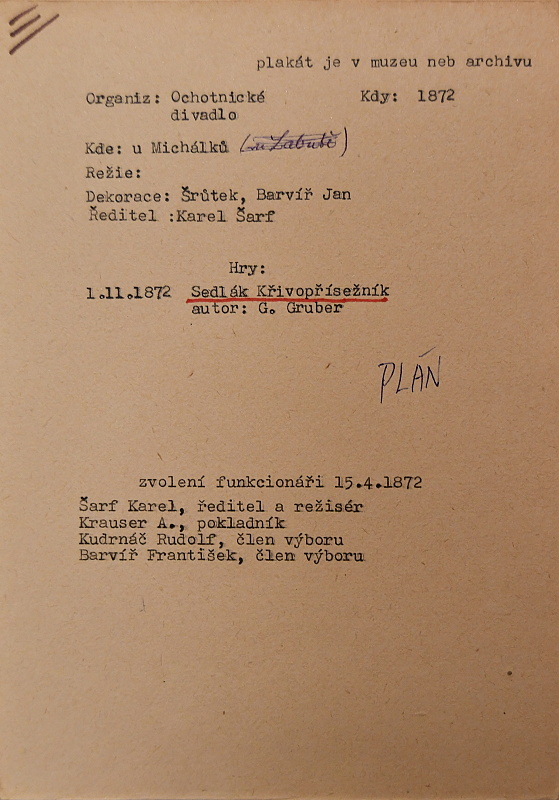 plakát je v muzeu neb archivu
Organiz: Ochotnické divadlo
Kdy: 1872
Kde: u Michálků (u Labutě)
Režie:
Dekorace: Šrůtek, Barvíř Jan
Ředitel :Karel Šarf
Hry:
1.11.1872 Sedlák Křivopřísežník
autor: G. Gruber
PLÁN
zvolení funkcionáři 15.4.1872
Šarf Karel, ředitel a režisér
Krauser A., pokladník
Kudrnáč Rudolf, člen výboru
Barvíř František, člen výboru